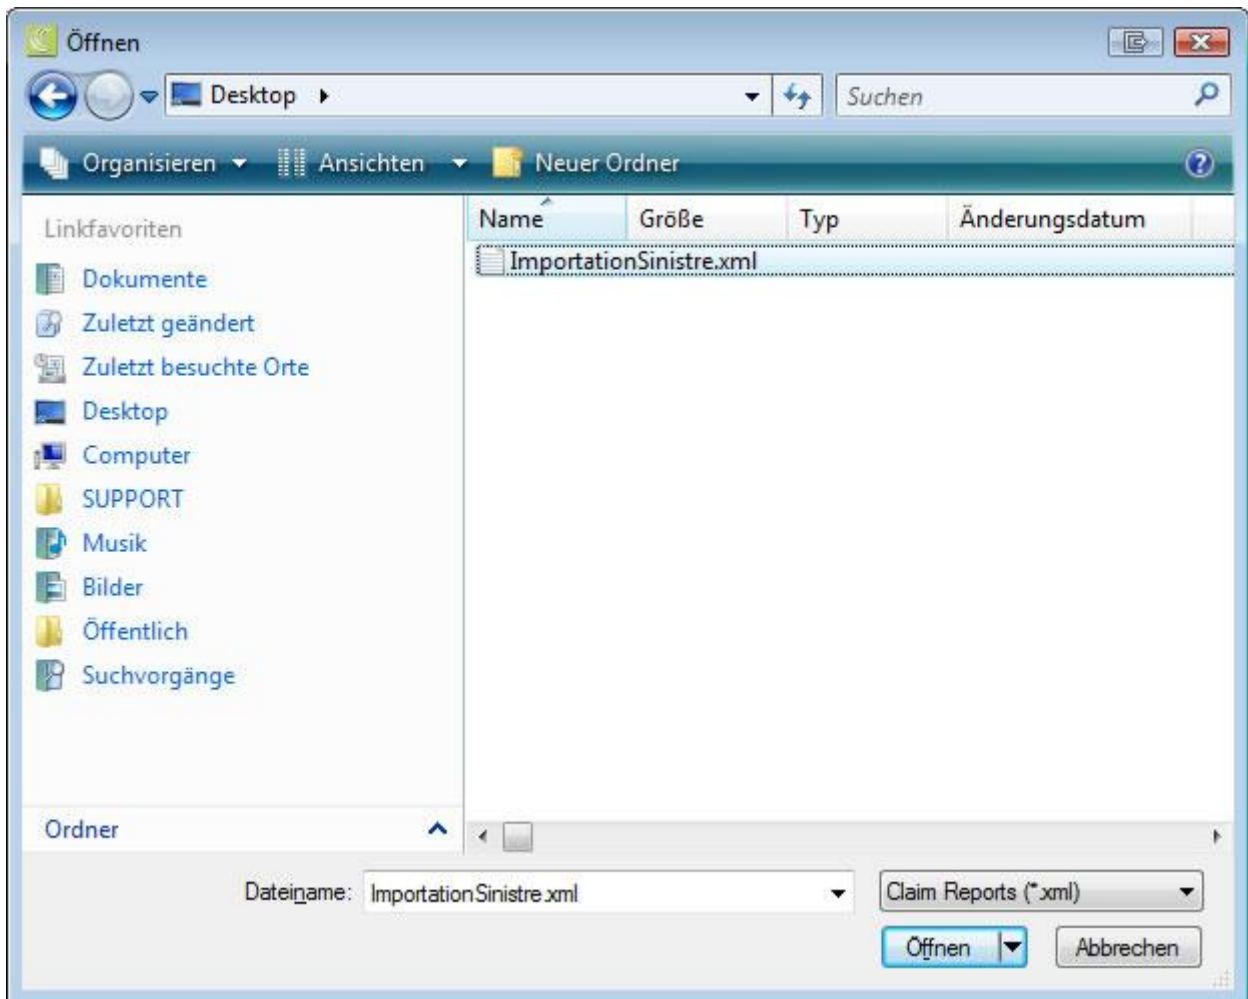 Öffnen
Desktop
Suchen
Organisieren Ansichten Neuer Ordner
Linkfavoriten
Dokumente
Zuletzt geändert
Zuletzt besuchte Orte
Desktop
Computer
SUPPORT
Musik
Bilder
Öffentlich
Suchvorgänge
Ordner
Name Größe Typ Änderungsdatum
ImportationSinistre.xml
Dateiname: ImportationSinistre.xml
Claim Reports (*.xml)
Öffnen Abbrechen